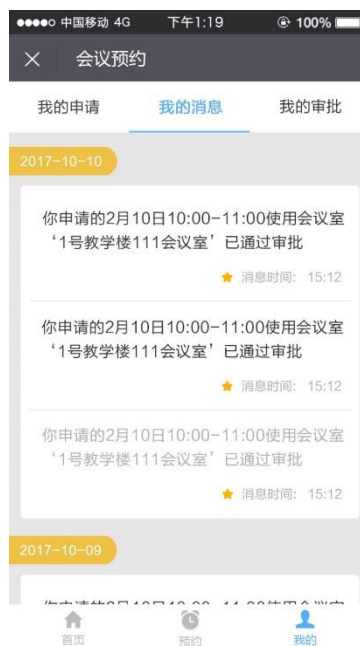 中国移动 4G 下午1:19 100%
会议预约
我的申请 我的消息 我的审批
2017-10-10
你申请的2月10日10:00-11:00使用会议室
‘1号教学楼111会议室’已通过审批
消息时间: 15:12
你申请的2月10日10:00-11:00使用会议室
‘1号教学楼111会议室’已通过审批
消息时间: 15:12
你申请的2月10日10:00-11:00使用会议室
‘1号教学楼111会议室’已通过审批
消息时间: 15:12
2017-10-09
首页 预约 我的